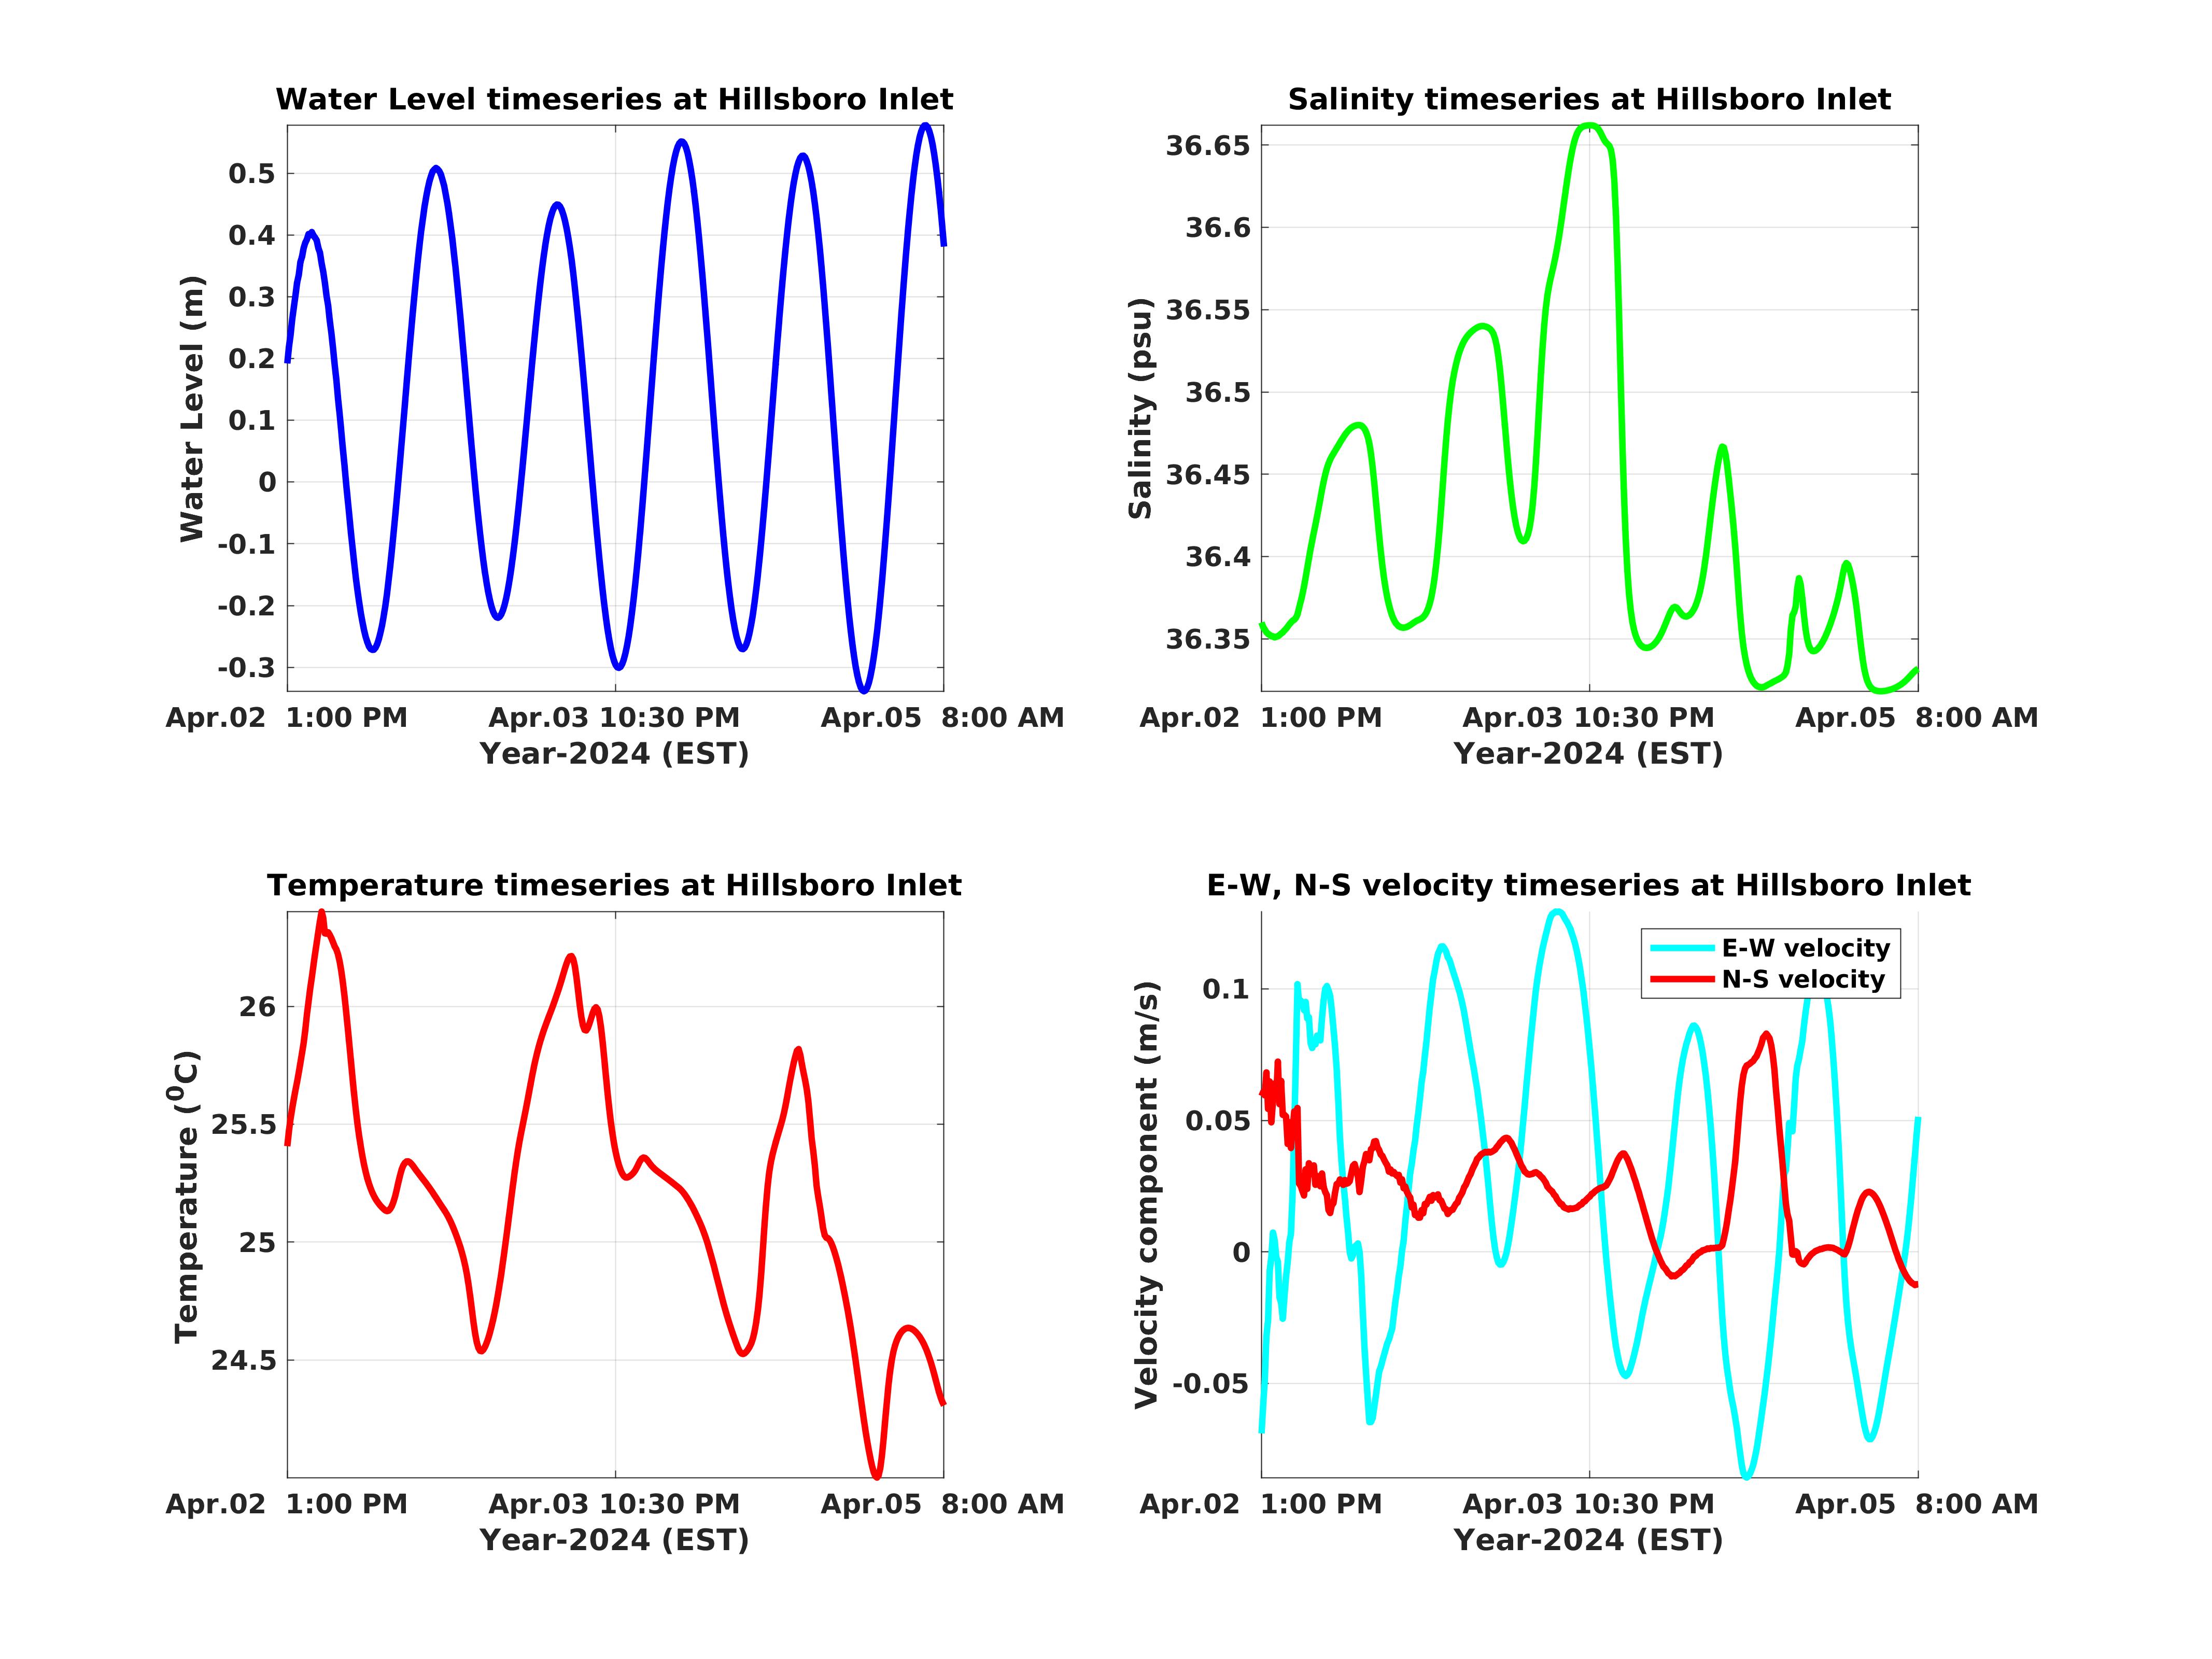 Water Level timeseries at Hillsboro Inlet
Water Level (m)
0.5
0.4
0.3
0.2
0.1
0
-0.1
-0.2
-0.3
Apr.02 1:00 PM
Apr.03 10:30 PM
Apr.05 8:00 AM
Year-2024 (EST)
Salinity timeseries at Hillsboro Inlet
Salinity (psu)
36.65
36.6
36.55
36.5
36.45
36.4
36.35
Apr.02 1:00 PM
Apr.03 10:30 PM
Apr.05 8:00 AM
Year-2024 (EST)
Temperature timeseries at Hillsboro Inlet
Temperature (⁰C)
26
25.5
25
24.5
Apr.02 1:00 PM
Apr.03 10:30 PM
Apr.05 8:00 AM
Year-2024 (EST)
E-W, N-S velocity timeseries at Hillsboro Inlet
Velocity component (m/s)
0.1
0.05
0
-0.05
E-W velocity
N-S velocity
Apr.02 1:00 PM
Apr.03 10:30 PM
Apr.05 8:00 AM
Year-2024 (EST)